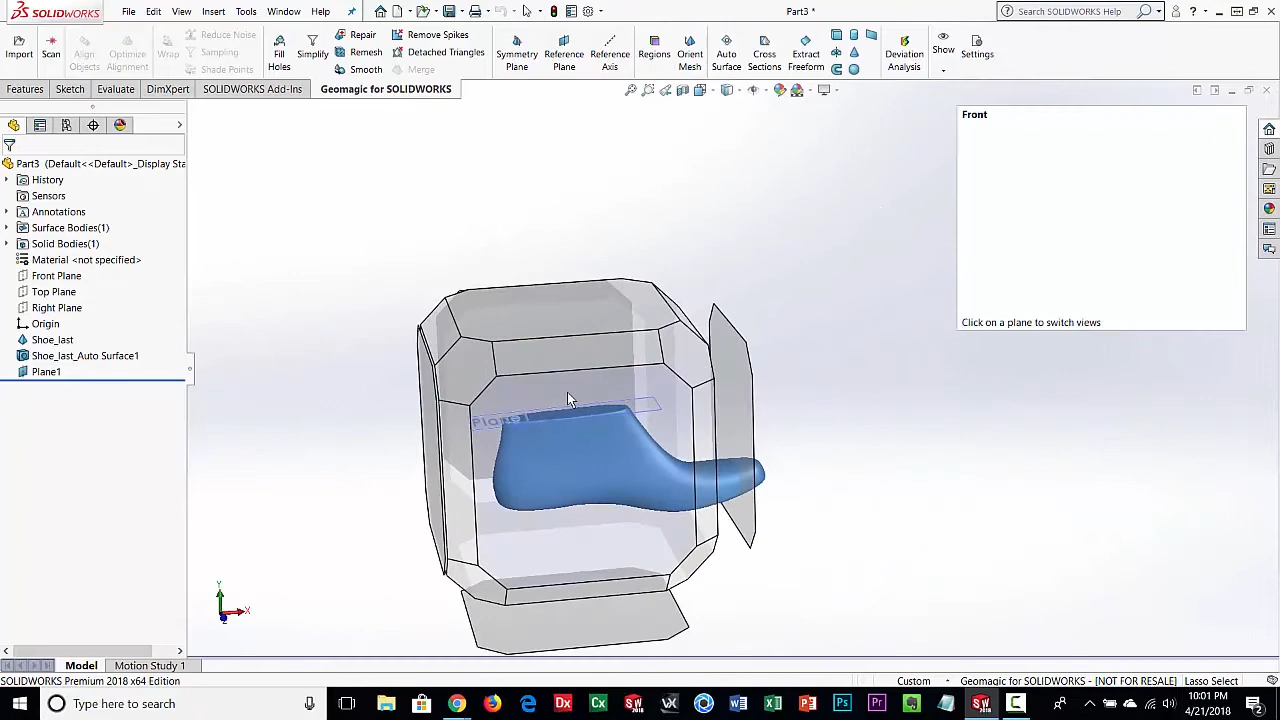 SOLIDWORKS File Edit View Insert Tools Window Help Part3 * Search SOLIDWORKS Help
Import Scan Align Objects Optimize Alignment Wrap Reduce Noise Sampling Shade Points Merge
Fill Holes Simplify Repair Remesh Smooth Remove Spikes Detached Triangles
Symmetry Plane Reference Plane Reference Axis Regions Orient Mesh Auto Surface Cross Sections Extract Freeform Deviation Analysis Show Settings
Features Sketch Evaluate DimXpert SOLIDWORKS Add-Ins Geomagic for SOLIDWORKS
Front
Part3 (Default<<Default>_Display Sta
History
Sensors
Annotations
Surface Bodies(1)
Solid Bodies(1)
Material <not specified>
Front Plane
Top Plane
Right Plane
Origin
Click on a plane to switch views
Shoe_last
Shoe_last_Auto Surface1
Plane1
Plane1
Y
X
Z
Model Motion Study 1
SOLIDWORKS Premium 2018 x64 Edition Custom Geomagic for SOLIDWORKS - [NOT FOR RESALE] Lasso Select
Type here to search
10:01 PM
4/21/2018